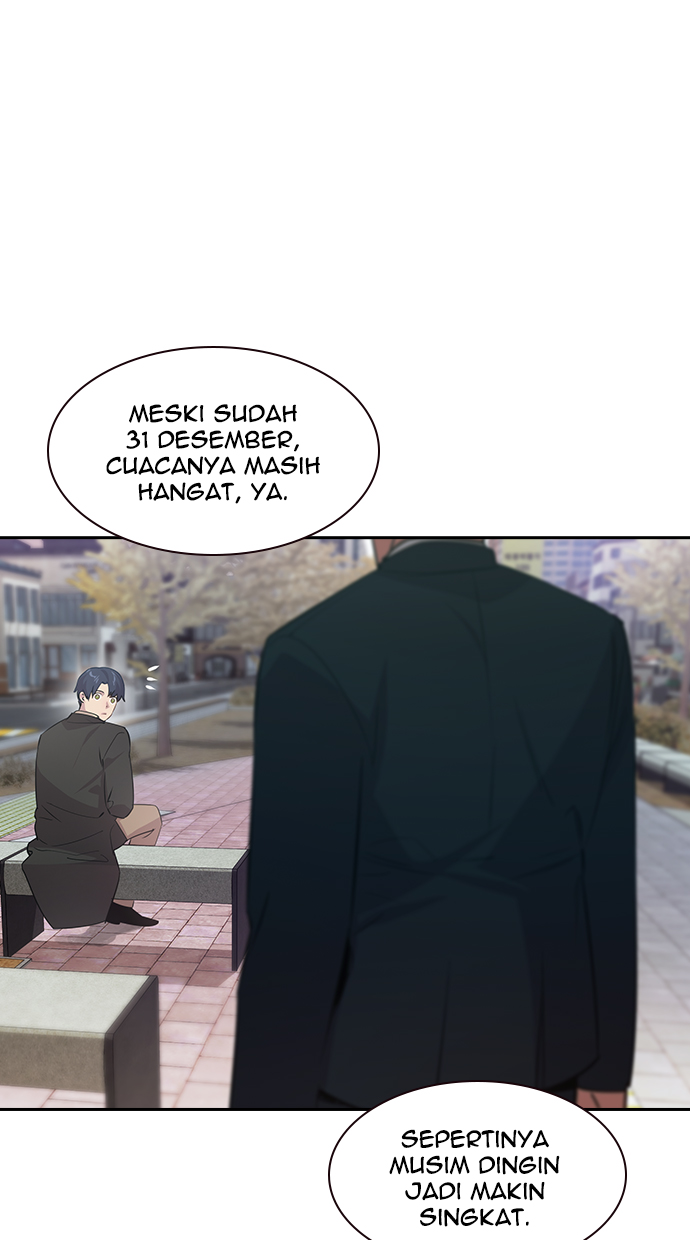 MESKI SUDAH
31 DESEMBER,
CUACANYA MASIH
HANGAT, YA.
SEPERTINYA
MUSIM DINGIN
JADI MAKIN
SINGKAT.